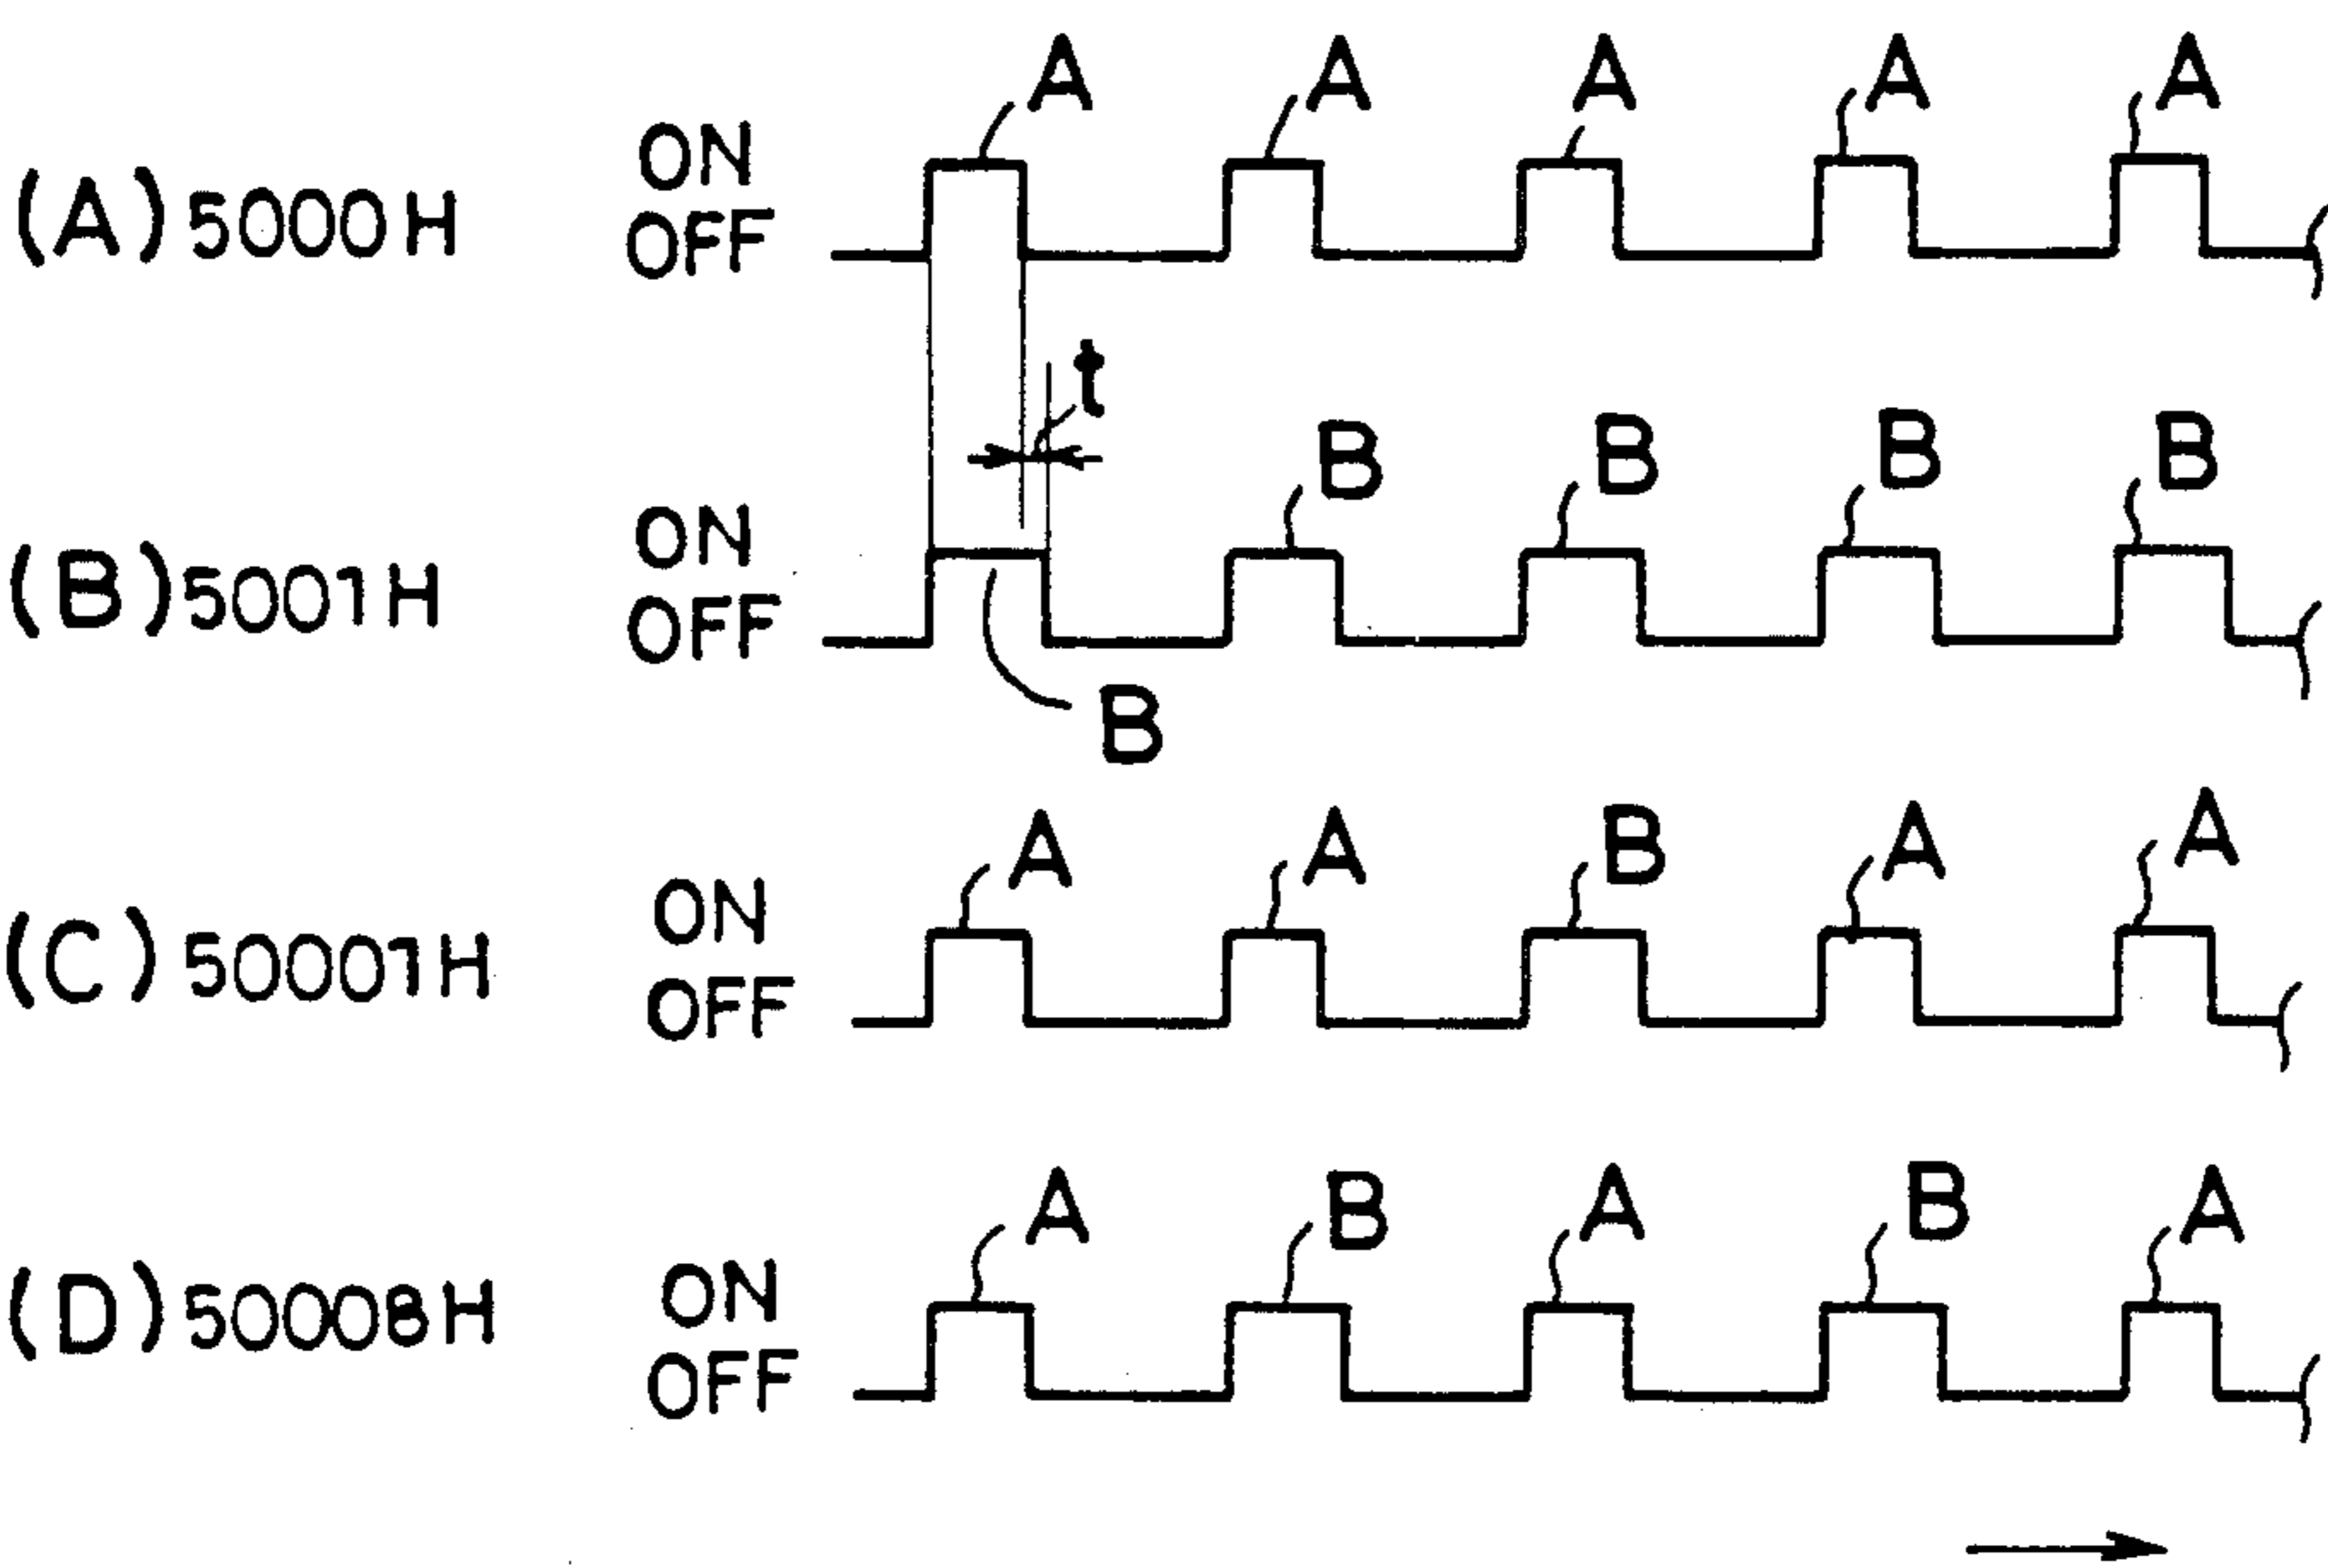 A A A A A
ON
(A) 5000H
OFF
t
B B B B
ON
(B) 5001H
OFF
B
A A B A A
ON
(C) 50001H
OFF
A B A B A
ON
(D) 50008H
OFF